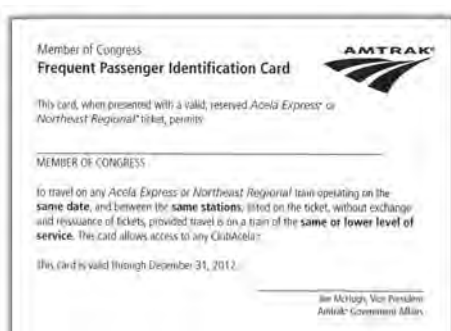 Member of Congress
AMTRAK®
Frequent Passenger Identification Card
This card, when presented with a valid, reserved Acela Express® or
Northeast Regional® ticket, permits
MEMBER OF CONGRESS
to travel on any Acela Express or Northeast Regional train operating on the
same date, and between the same stations, listed on the ticket, without exchange
and reissuance of tickets, provided travel is on a train of the same or lower level of
service. This card allows access to any ClubAcela℠
This card is valid through December 31, 2012.
Joe McHugh, Vice President
Amtrak® Government Affairs